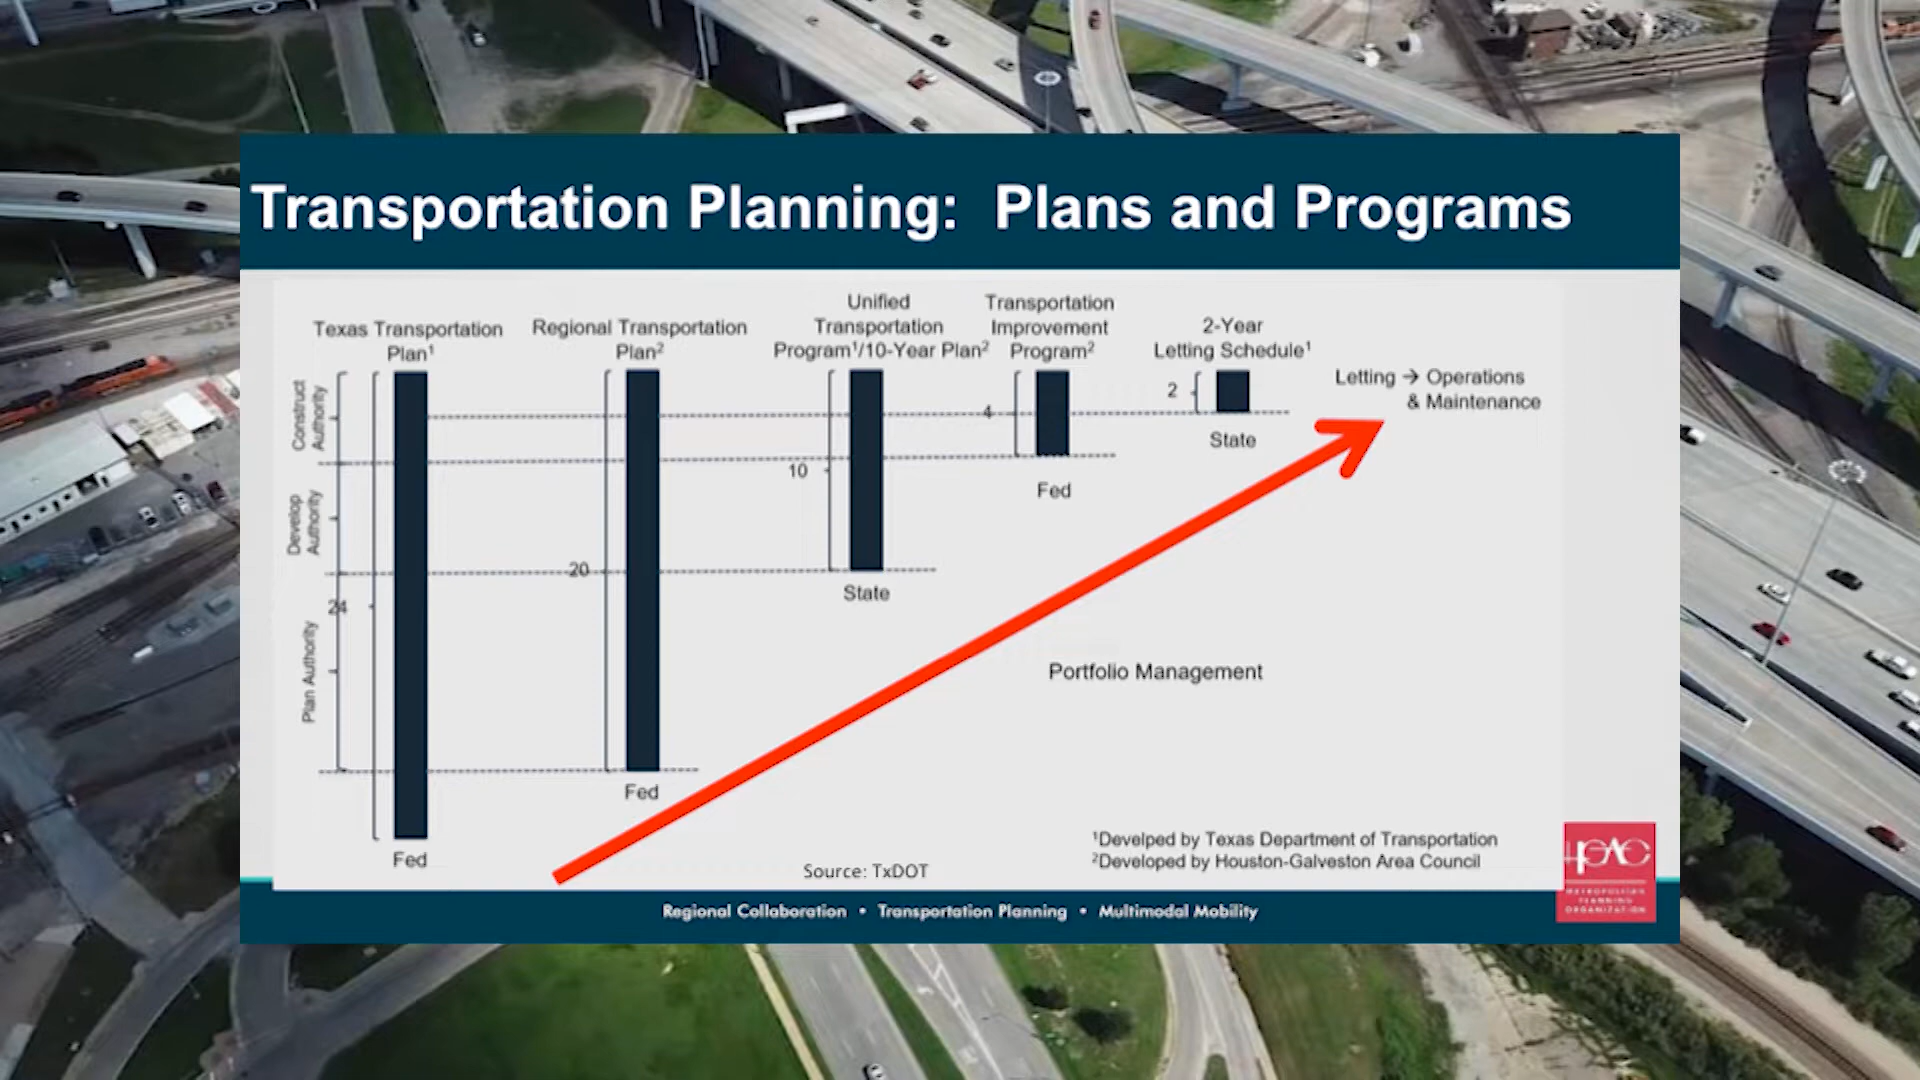 Transportation Planning:  Plans and Programs
Texas Transportation
Plan¹
Regional Transportation
Plan²
Unified
Transportation
Program¹/10-Year Plan²
Transportation
Improvement
Program²
2-Year
Letting Schedule¹
Letting → Operations
& Maintenance
Construct
Authority
Develop
Authority
Plan Authority
24
20
10
4
2
Fed
Fed
State
Fed
State
Portfolio Management
¹Develped by Texas Department of Transportation
²Developed by Houston-Galveston Area Council
Source: TxDOT
METROPOLITAN
PLANNING
ORGANIZATION
Regional Collaboration • Transportation Planning • Multimodal Mobility